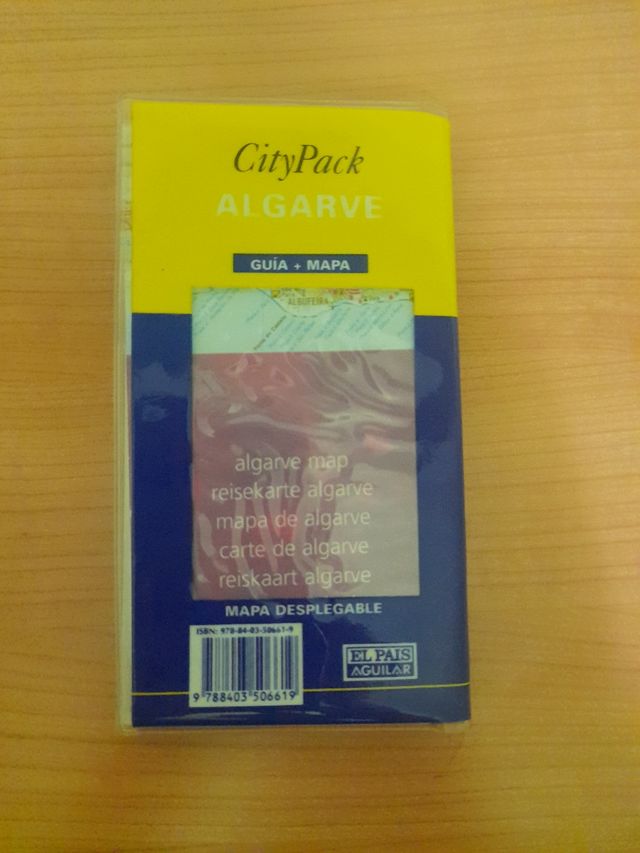 CityPack
ALGARVE
GUÍA + MAPA
ALBUFEIRA
algarve map
reisekarte algarve
mapa de algarve
carte de algarve
reiskaart algarve
MAPA DESPLEGABLE
ISBN: 978-84-03-50661-9
9 788403 506619
EL PAIS
AGUILAR